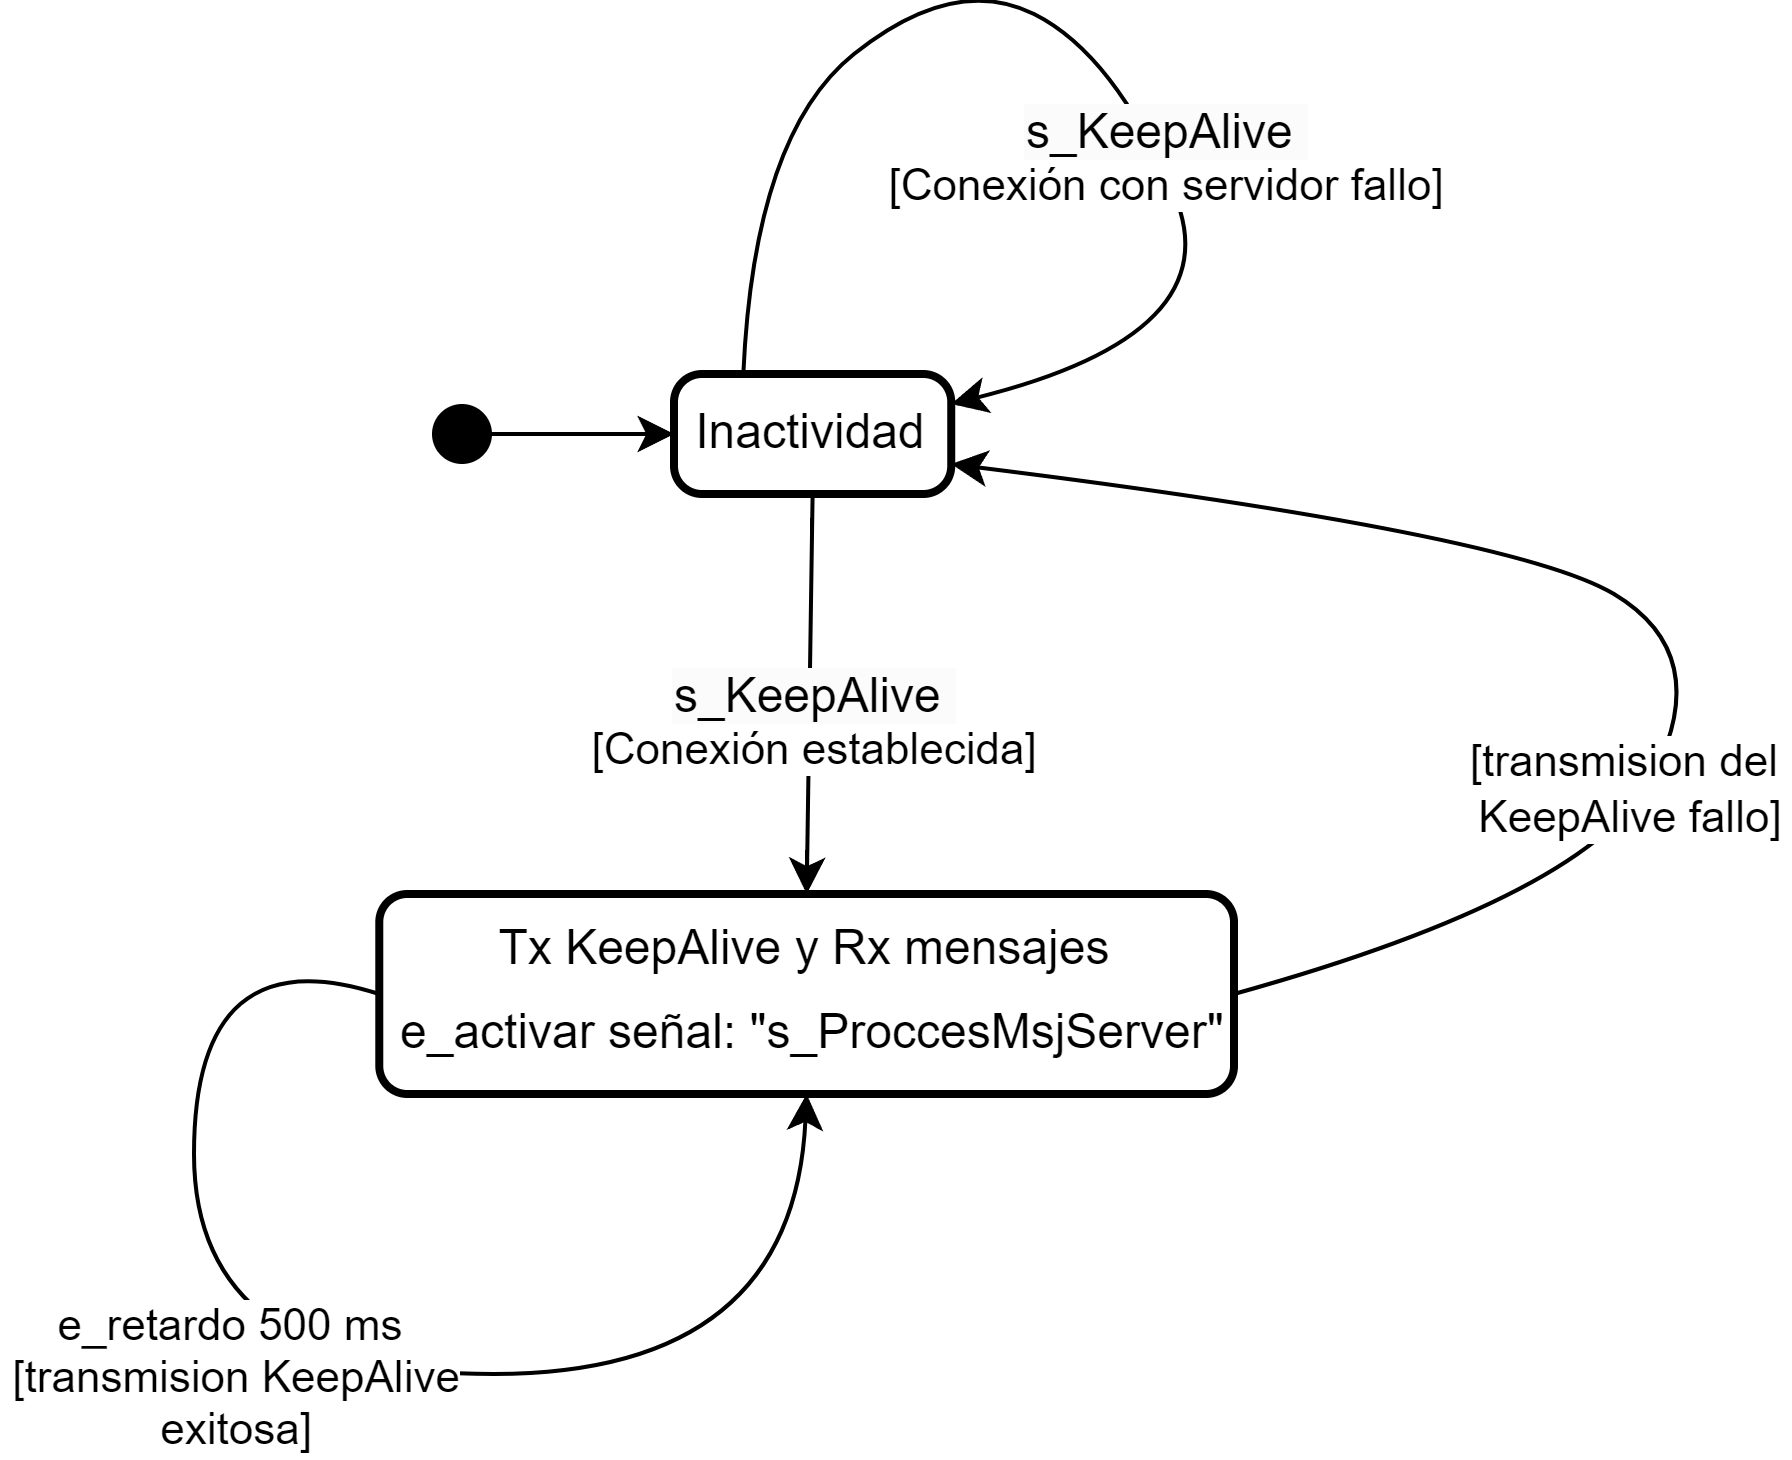 s_KeepAlive
[Conexión con servidor fallo]
Inactividad
s_KeepAlive
[Conexión establecida]
[transmision del
KeepAlive fallo]
Tx KeepAlive y Rx mensajes
e_activar señal: "s_ProccesMsjServer"
e_retardo 500 ms
[transmision KeepAlive
exitosa]